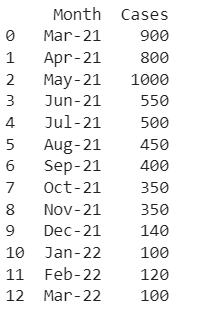 Month Cases
0 Mar-21 900
1 Apr-21 800
2 May-21 1000
3 Jun-21 550
4 Jul-21 500
5 Aug-21 450
6 Sep-21 400
7 Oct-21 350
8 Nov-21 350
9 Dec-21 140
10 Jan-22 100
11 Feb-22 120
12 Mar-22 100